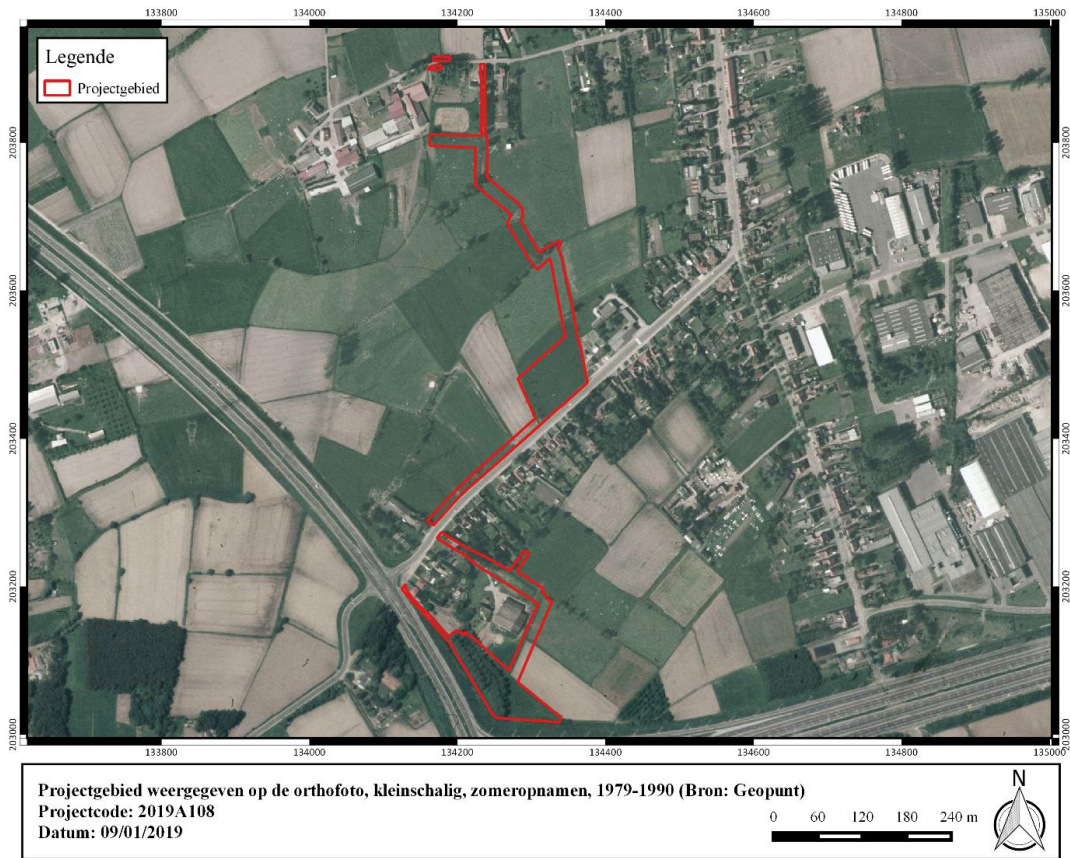 133800 134000 134200 134400 134600 134800 135000
Legende
Projectgebied
203800 203800
203600 203600
203400 203400
203200 203200
203000 203000
133800 134000 134200 134400 134600 134800 135000
Projectgebied weergegeven op de orthofoto, kleinschalig, zomeropnamen, 1979-1990 (Bron: Geopunt)
Projectcode: 2019A108
Datum: 09/01/2019
0 60 120 180 240 m
N